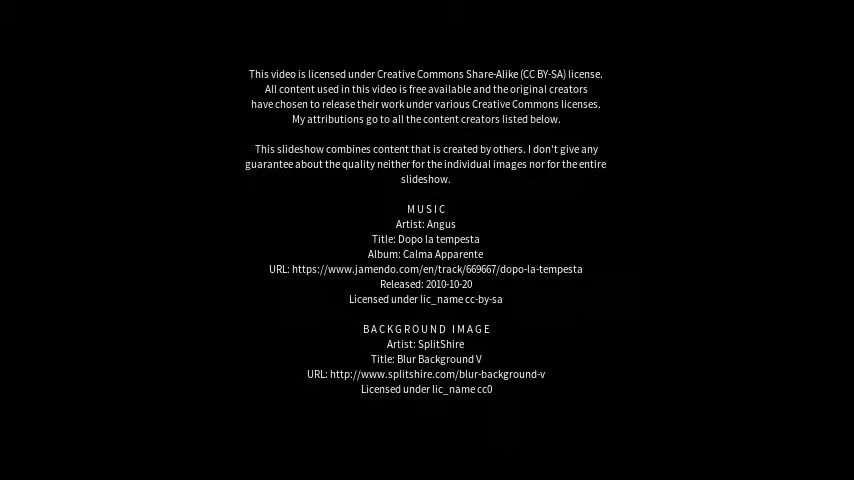 This video is licensed under Creative Commons Share-Alike (CC BY-SA) license.
All content used in this video is free available and the original creators
have chosen to release their work under various Creative Commons licenses.
My attributions go to all the content creators listed below.
This slideshow combines content that is created by others. I don't give any
guarantee about the quality neither for the individual images nor for the entire
slideshow.
MUSIC
Artist: Angus
Title: Dopo la tempesta
Album: Calma Apparente
URL: https://www.jamendo.com/en/track/669667/dopo-la-tempesta
Released: 2010-10-20
Licensed under lic_name cc-by-sa
BACKGROUND IMAGE
Artist: SplitShire
Title: Blur Background V
URL: http://www.splitshire.com/blur-background-v
Licensed under lic_name cc0